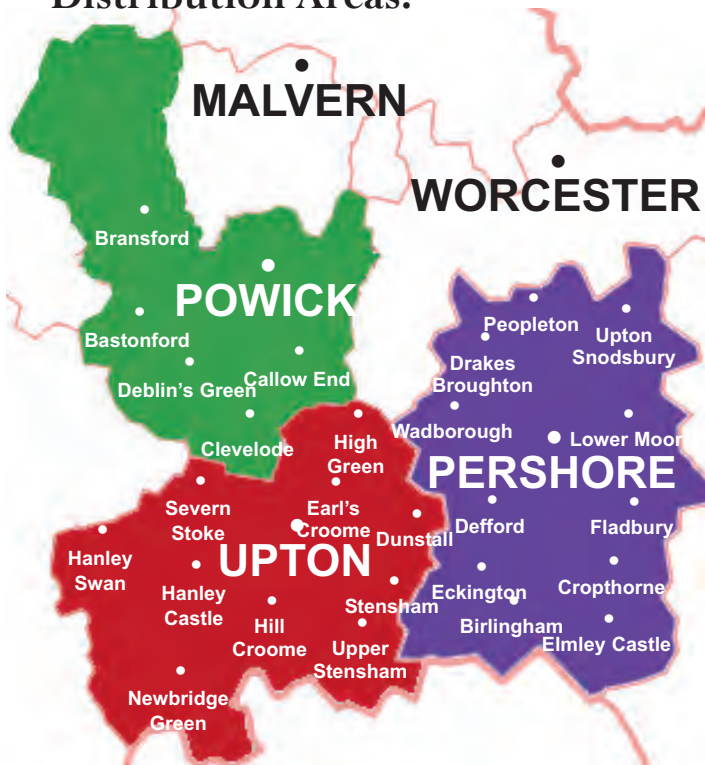 Distribution Areas:
MALVERN
WORCESTER
Bransford
POWICK
Bastonford
Callow End
Deblin's Green
Clevelode
Peopleton
Upton
Snodsbury
Drakes
Broughton
Wadborough
Lower Moor
PERSHORE
Defford
Fladbury
Eckington
Cropthorne
Birlingham
Elmley Castle
High
Green
Severn
Stoke
Earl's
Croome
Dunstall
Hanley
Swan
UPTON
Hanley
Castle
Stensham
Hill
Croome
Upper
Stensham
Newbridge
Green